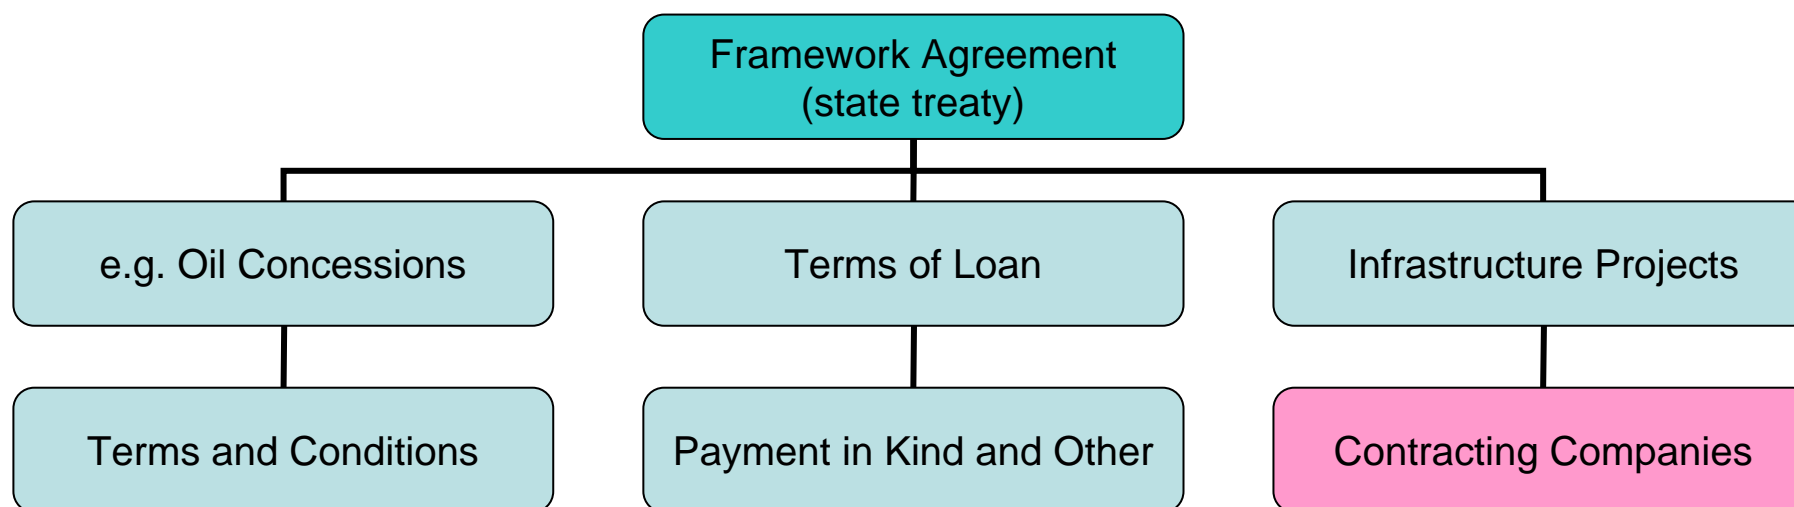 Framework Agreement
(state treaty)
e.g. Oil Concessions
Terms of Loan
Infrastructure Projects
Terms and Conditions
Payment in Kind and Other
Contracting Companies